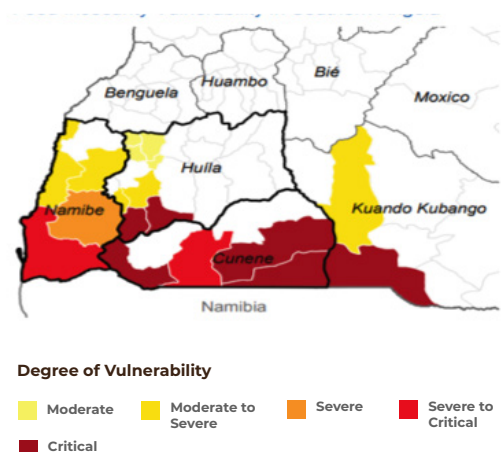 Bié
Huambo
Benguela
Moxico
Huíla
Namibe
Kuando Kubango
Cunene
Namibia
Degree of Vulnerability
Moderate
Moderate to
Severe
Severe
Severe to
Critical
Critical